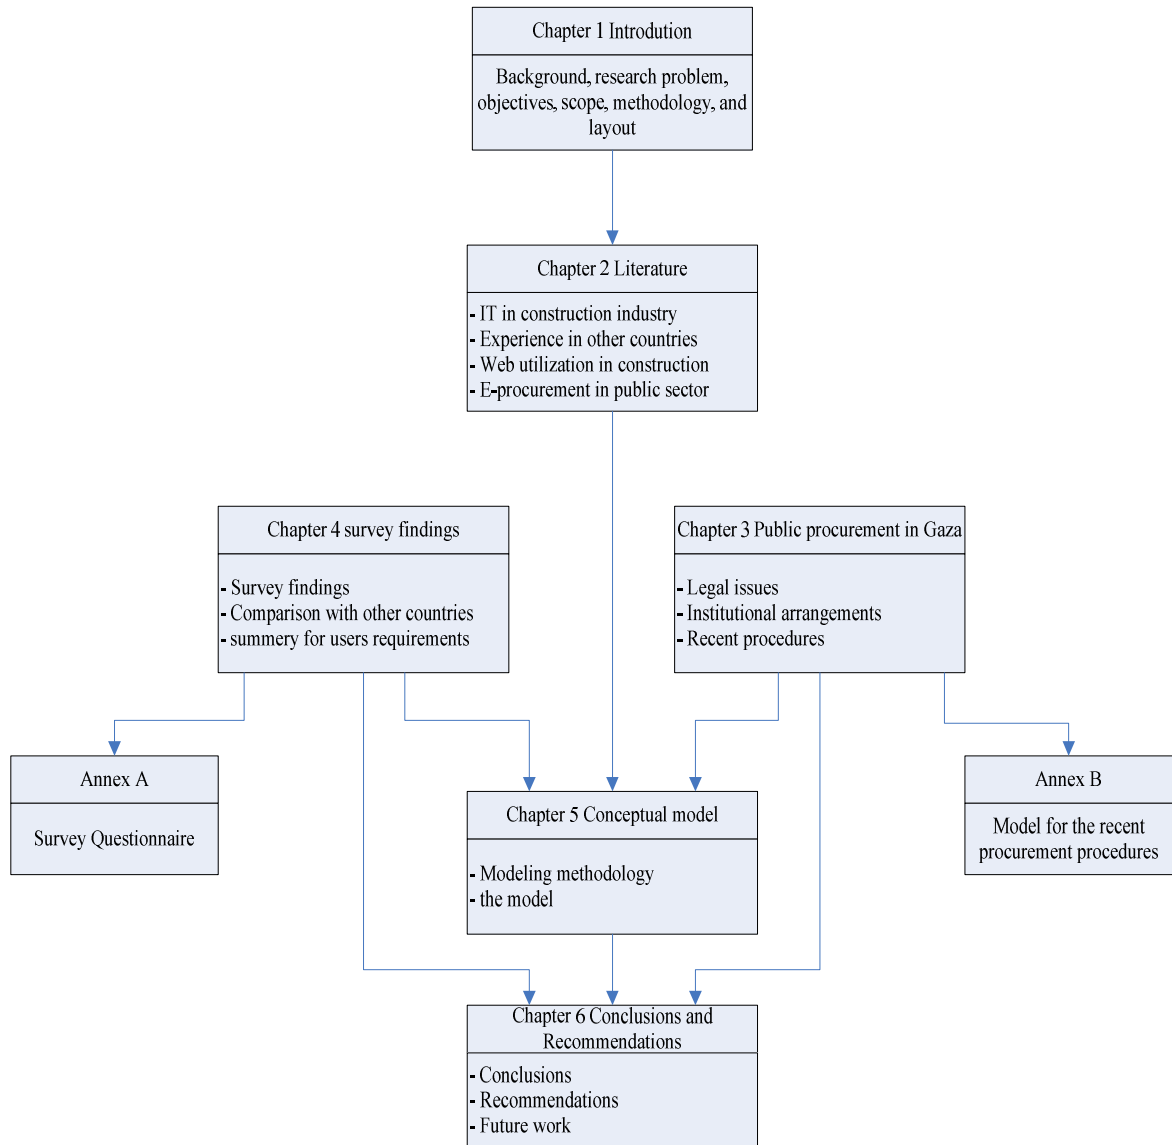 Chapter 1 Introdution
Background, research problem,
objectives, scope, methodology, and
layout
Chapter 2 Literature
- IT in construction industry
- Experience in other countries
- Web utilization in construction
- E-procurement in public sector
Chapter 4 survey findings
- Survey findings
- Comparison with other countries
- summery for users requirements
Chapter 3 Public procurement in Gaza
- Legal issues
- Institutional arrangements
- Recent procedures
Annex A
Survey Questionnaire
Chapter 5 Conceptual model
- Modeling methodology
- the model
Annex B
Model for the recent
procurement procedures
Chapter 6 Conclusions and
Recommendations
- Conclusions
- Recommendations
- Future work